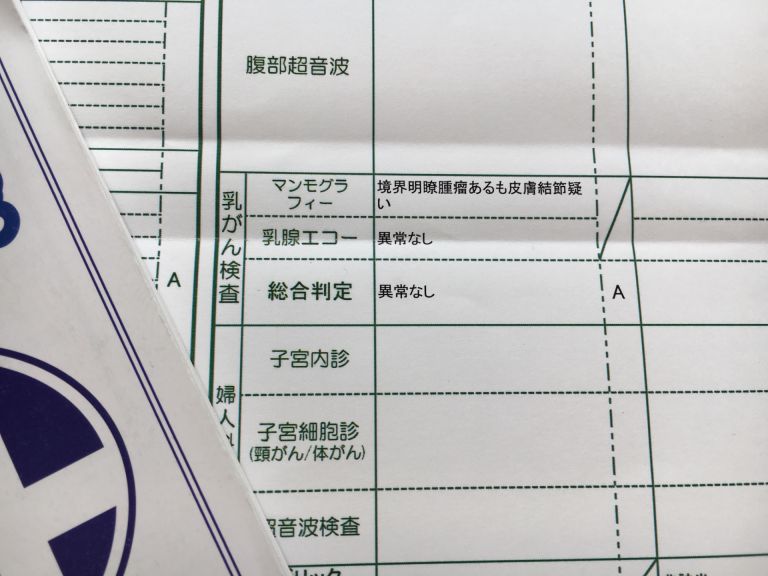 腹部超音波
乳がん検査
マンモグラ
フィー
境界明瞭腫瘤あるも皮膚結節疑
い
乳腺エコー
異常なし
A
総合判定
異常なし
A
婦人
子宮内診
子宮細胞診
(頸がん/体がん)
音波検査
リック